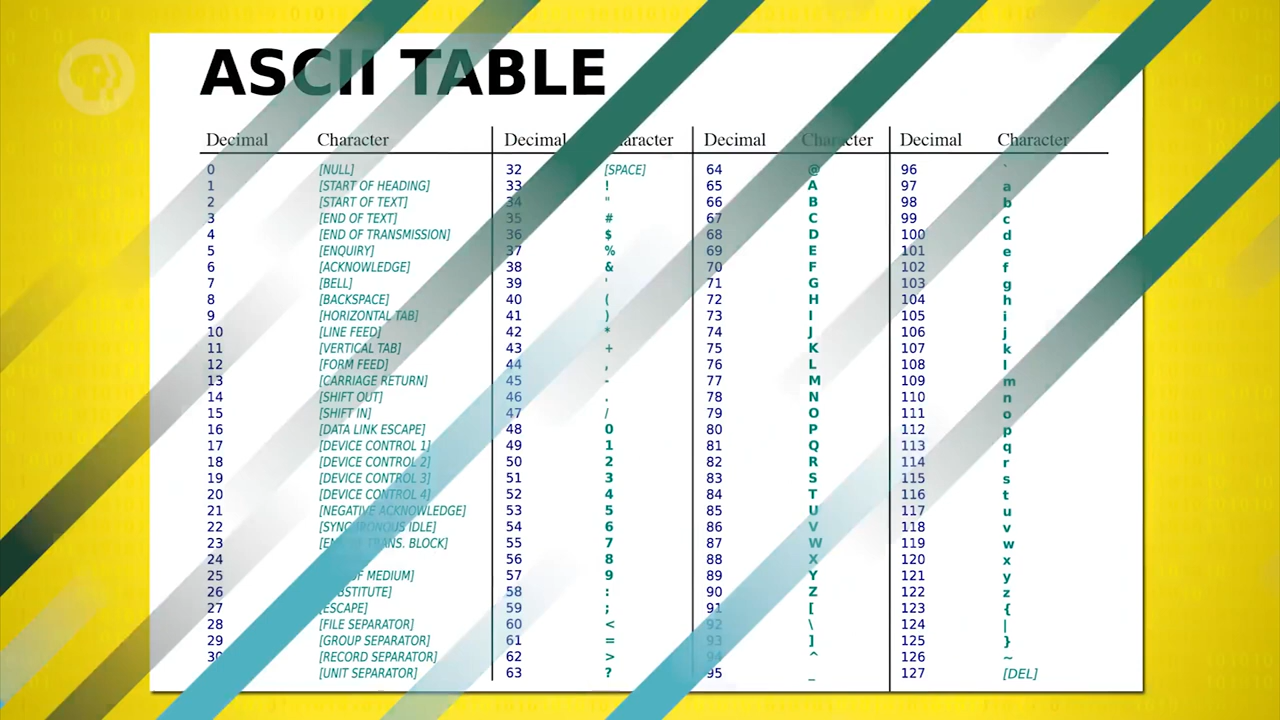 ASCII TABLE
Decimal Character Decimal Character Decimal Character Decimal Character
0 [NULL] 32 [SPACE] 64 @ 96 `
1 [START OF HEADING] 33 ! 65 A 97 a
2 [START OF TEXT] 34 " 66 B 98 b
3 [END OF TEXT] 35 # 67 C 99 c
4 [END OF TRANSMISSION] 36 $ 68 D 100 d
5 [ENQUIRY] 37 % 69 E 101 e
6 [ACKNOWLEDGE] 38 & 70 F 102 f
7 [BELL] 39 ' 71 G 103 g
8 [BACKSPACE] 40 ( 72 H 104 h
9 [HORIZONTAL TAB] 41 ) 73 I 105 i
10 [LINE FEED] 42 * 74 J 106 j
11 [VERTICAL TAB] 43 + 75 K 107 k
12 [FORM FEED] 44 , 76 L 108 l
13 [CARRIAGE RETURN] 45 - 77 M 109 m
14 [SHIFT OUT] 46 . 78 N 110 n
15 [SHIFT IN] 47 / 79 O 111 o
16 [DATA LINK ESCAPE] 48 0 80 P 112 p
17 [DEVICE CONTROL 1] 49 1 81 Q 113 q
18 [DEVICE CONTROL 2] 50 2 82 R 114 r
19 [DEVICE CONTROL 3] 51 3 83 S 115 s
20 [DEVICE CONTROL 4] 52 4 84 T 116 t
21 [NEGATIVE ACKNOWLEDGE] 53 5 85 U 117 u
22 [SYNCHRONOUS IDLE] 54 6 86 V 118 v
23 TRANS. BLOCK] 55 7 87 W 119 w
24 56 8 88 X 120 x
25 OF MEDIUM] 57 9 89 Y 121 y
26 58 : 90 Z 122 z
27 [ESCAPE] 59 ; 91 [ 123 {
28 [FILE SEPARATOR] 60 < 92 \ 124 |
29 [GROUP SEPARATOR] 61 = 93 ] 125 }
30 [RECORD SEPARATOR] 62 > 94 ^ 126 ~
[UNIT SEPARATOR] 63 ? 95 _ 127 [DEL]